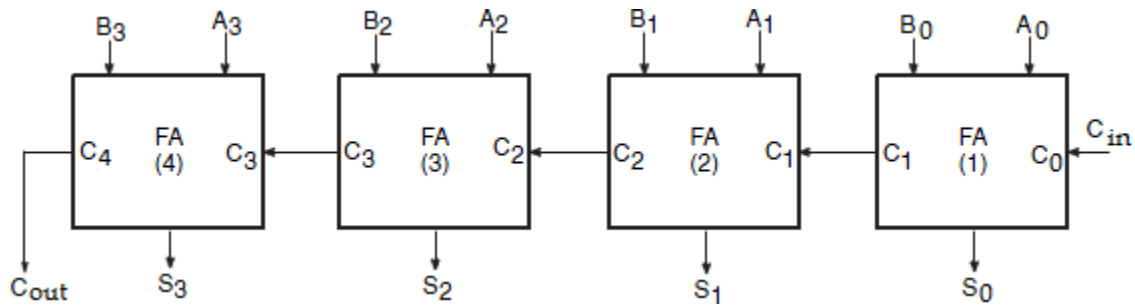 B3 A3 B2 A2 B1 A1 B0 A0
FA FA FA FA
C4 (4) C3 C3 (3) C2 C2 (2) C1 C1 (1) C0 Cin
Cout S3 S2 S1 S0